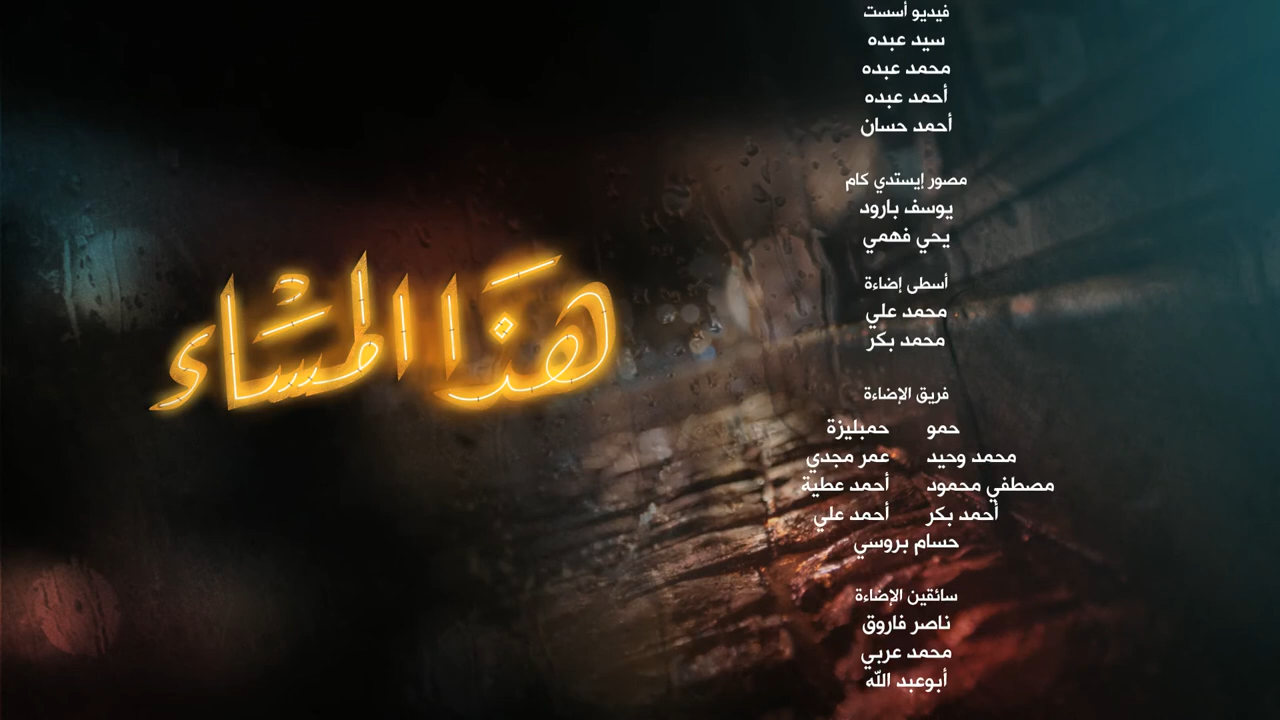 هَذَا المَسَاء
فيديو أسست
سيد عبده
محمد عبده
أحمد عبده
أحمد حسان
مصور إيستدي كام
يوسف بارود
يحي فهمي
أسطى إضاءة
محمد علي
محمد بكر
فريق الإضاءة
حمو حمبليزة
محمد وحيد عمر مجدي
مصطفي محمود أحمد عطية
أحمد بكر أحمد علي
حسام بروسي
سائقين الإضاءة
ناصر فاروق
محمد عربي
أبوعبد الله